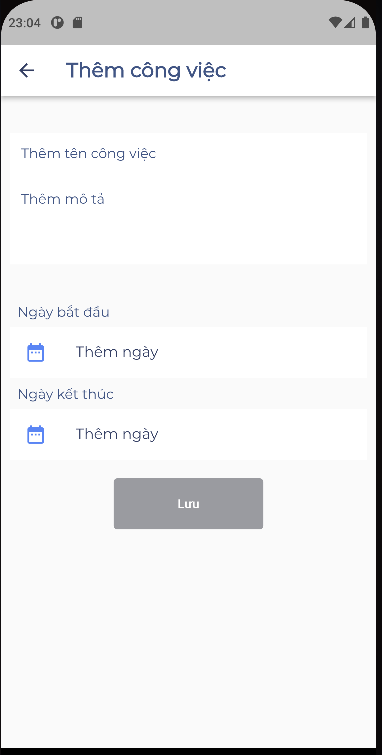 23:04
Thêm công việc
Thêm tên công việc
Thêm mô tả
Ngày bắt đầu
Thêm ngày
Ngày kết thúc
Thêm ngày
Lưu